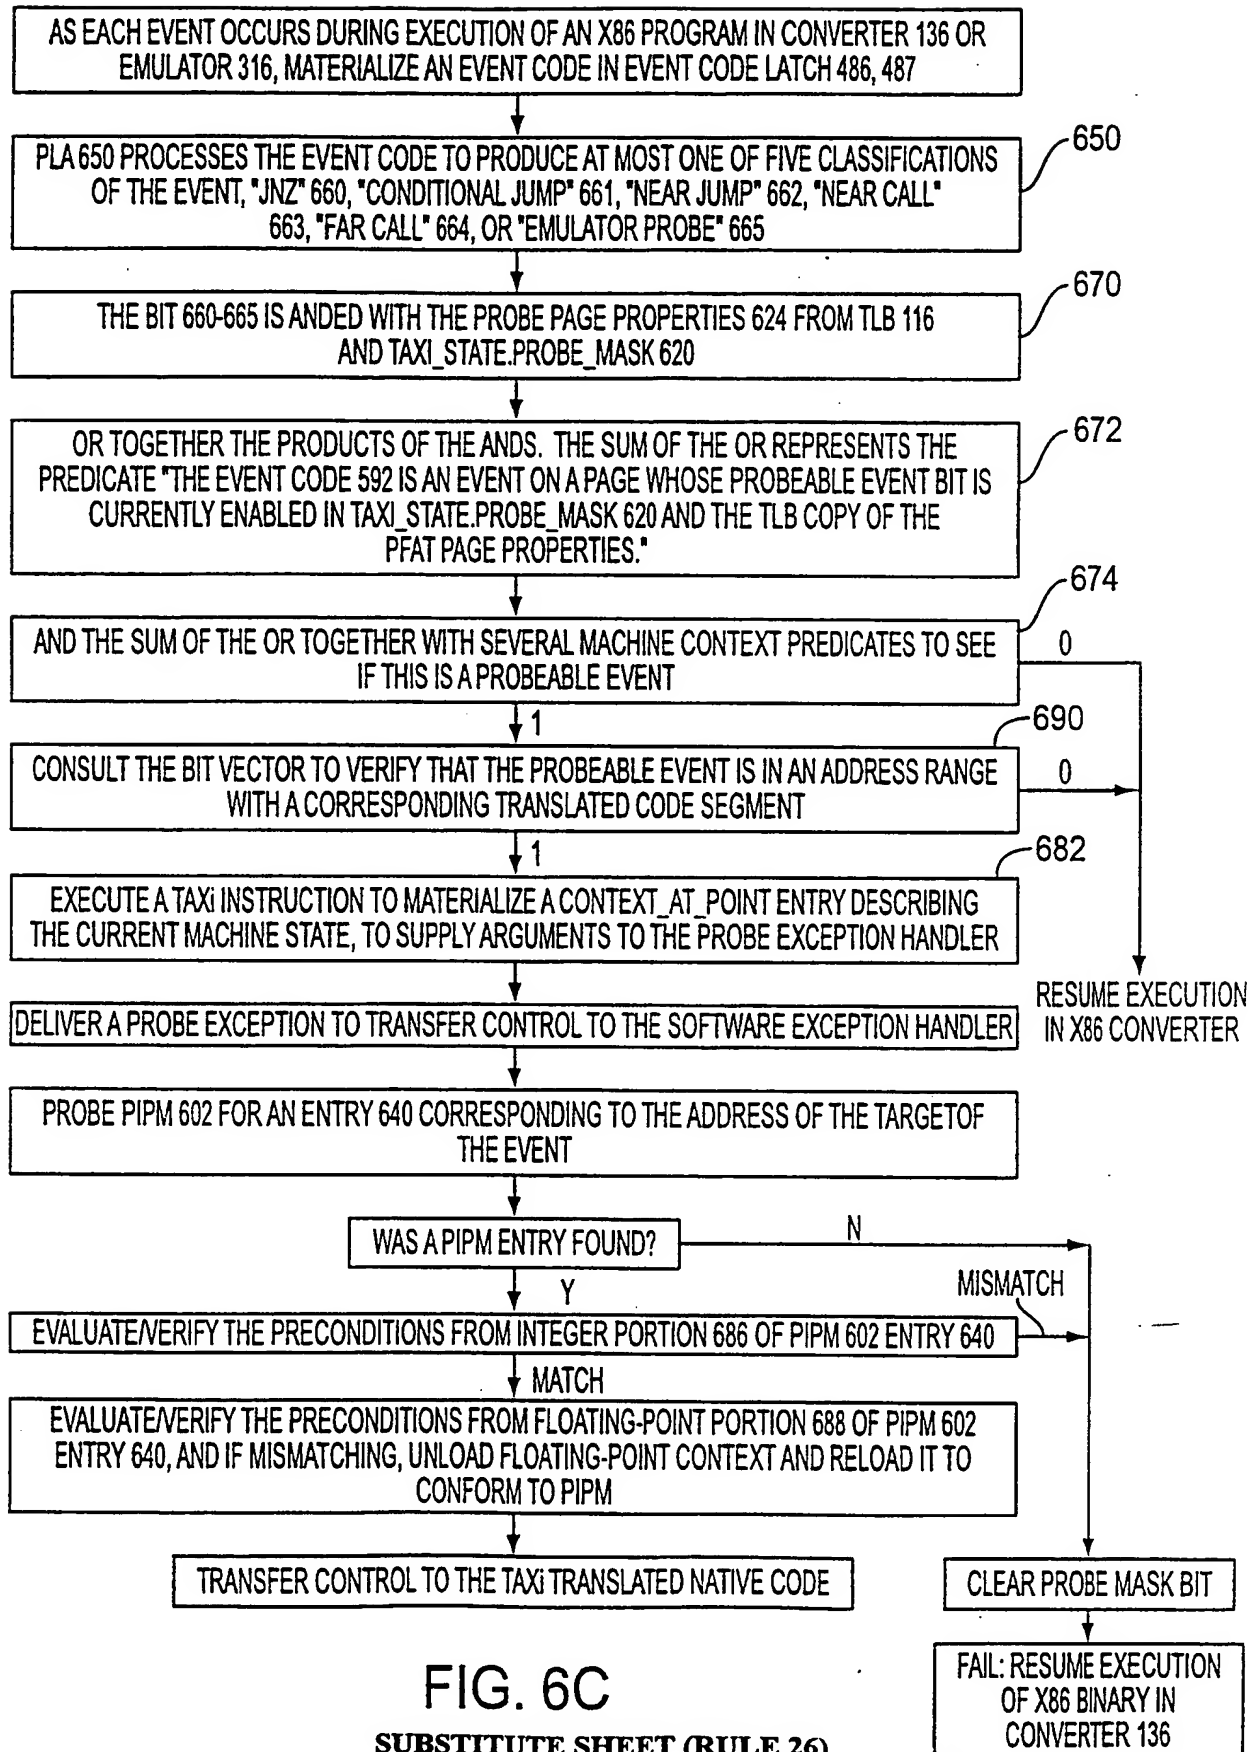 AS EACH EVENT OCCURS DURING EXECUTION OF AN X86 PROGRAM IN CONVERTER 136 OR
EMULATOR 316, MATERIALIZE AN EVENT CODE IN EVENT CODE LATCH 486, 487
650
PLA 650 PROCESSES THE EVENT CODE TO PRODUCE AT MOST ONE OF FIVE CLASSIFICATIONS
OF THE EVENT, "JNZ" 660, "CONDITIONAL JUMP" 661, "NEAR JUMP" 662, "NEAR CALL"
663, "FAR CALL" 664, OR "EMULATOR PROBE" 665
670
THE BIT 660-665 IS ANDED WITH THE PROBE PAGE PROPERTIES 624 FROM TLB 116
AND TAXI_STATE.PROBE_MASK 620
672
OR TOGETHER THE PRODUCTS OF THE ANDS. THE SUM OF THE OR REPRESENTS THE
PREDICATE "THE EVENT CODE 592 IS AN EVENT ON A PAGE WHOSE PROBEABLE EVENT BIT IS
CURRENTLY ENABLED IN TAXI_STATE.PROBE_MASK 620 AND THE TLB COPY OF THE
PFAT PAGE PROPERTIES."
674
AND THE SUM OF THE OR TOGETHER WITH SEVERAL MACHINE CONTEXT PREDICATES TO SEE
IF THIS IS A PROBEABLE EVENT
0
1
690
CONSULT THE BIT VECTOR TO VERIFY THAT THE PROBEABLE EVENT IS IN AN ADDRESS RANGE
WITH A CORRESPONDING TRANSLATED CODE SEGMENT
0
1
682
EXECUTE A TAXi INSTRUCTION TO MATERIALIZE A CONTEXT_AT_POINT ENTRY DESCRIBING
THE CURRENT MACHINE STATE, TO SUPPLY ARGUMENTS TO THE PROBE EXCEPTION HANDLER
RESUME EXECUTION
IN X86 CONVERTER
DELIVER A PROBE EXCEPTION TO TRANSFER CONTROL TO THE SOFTWARE EXCEPTION HANDLER
PROBE PIPM 602 FOR AN ENTRY 640 CORRESPONDING TO THE ADDRESS OF THE TARGETOF
THE EVENT
WAS A PIPM ENTRY FOUND?
N
Y
MISMATCH
EVALUATE/VERIFY THE PRECONDITIONS FROM INTEGER PORTION 686 OF PIPM 602 ENTRY 640
MATCH
EVALUATE/VERIFY THE PRECONDITIONS FROM FLOATING-POINT PORTION 688 OF PIPM 602
ENTRY 640, AND IF MISMATCHING, UNLOAD FLOATING-POINT CONTEXT AND RELOAD IT TO
CONFORM TO PIPM
TRANSFER CONTROL TO THE TAXi TRANSLATED NATIVE CODE
CLEAR PROBE MASK BIT
FAIL: RESUME EXECUTION
OF X86 BINARY IN
CONVERTER 136
FIG. 6C
SUBSTITUTE SHEET (RULE 26)